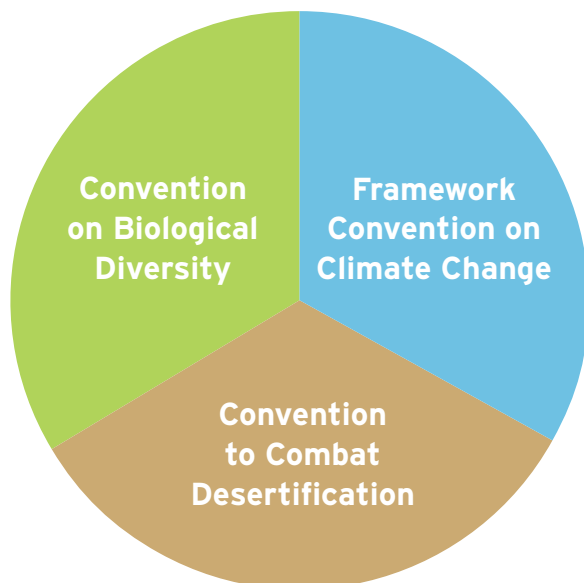 Convention
on Biological
Diversity
Framework
Convention on
Climate Change
Convention
to Combat
Desertification